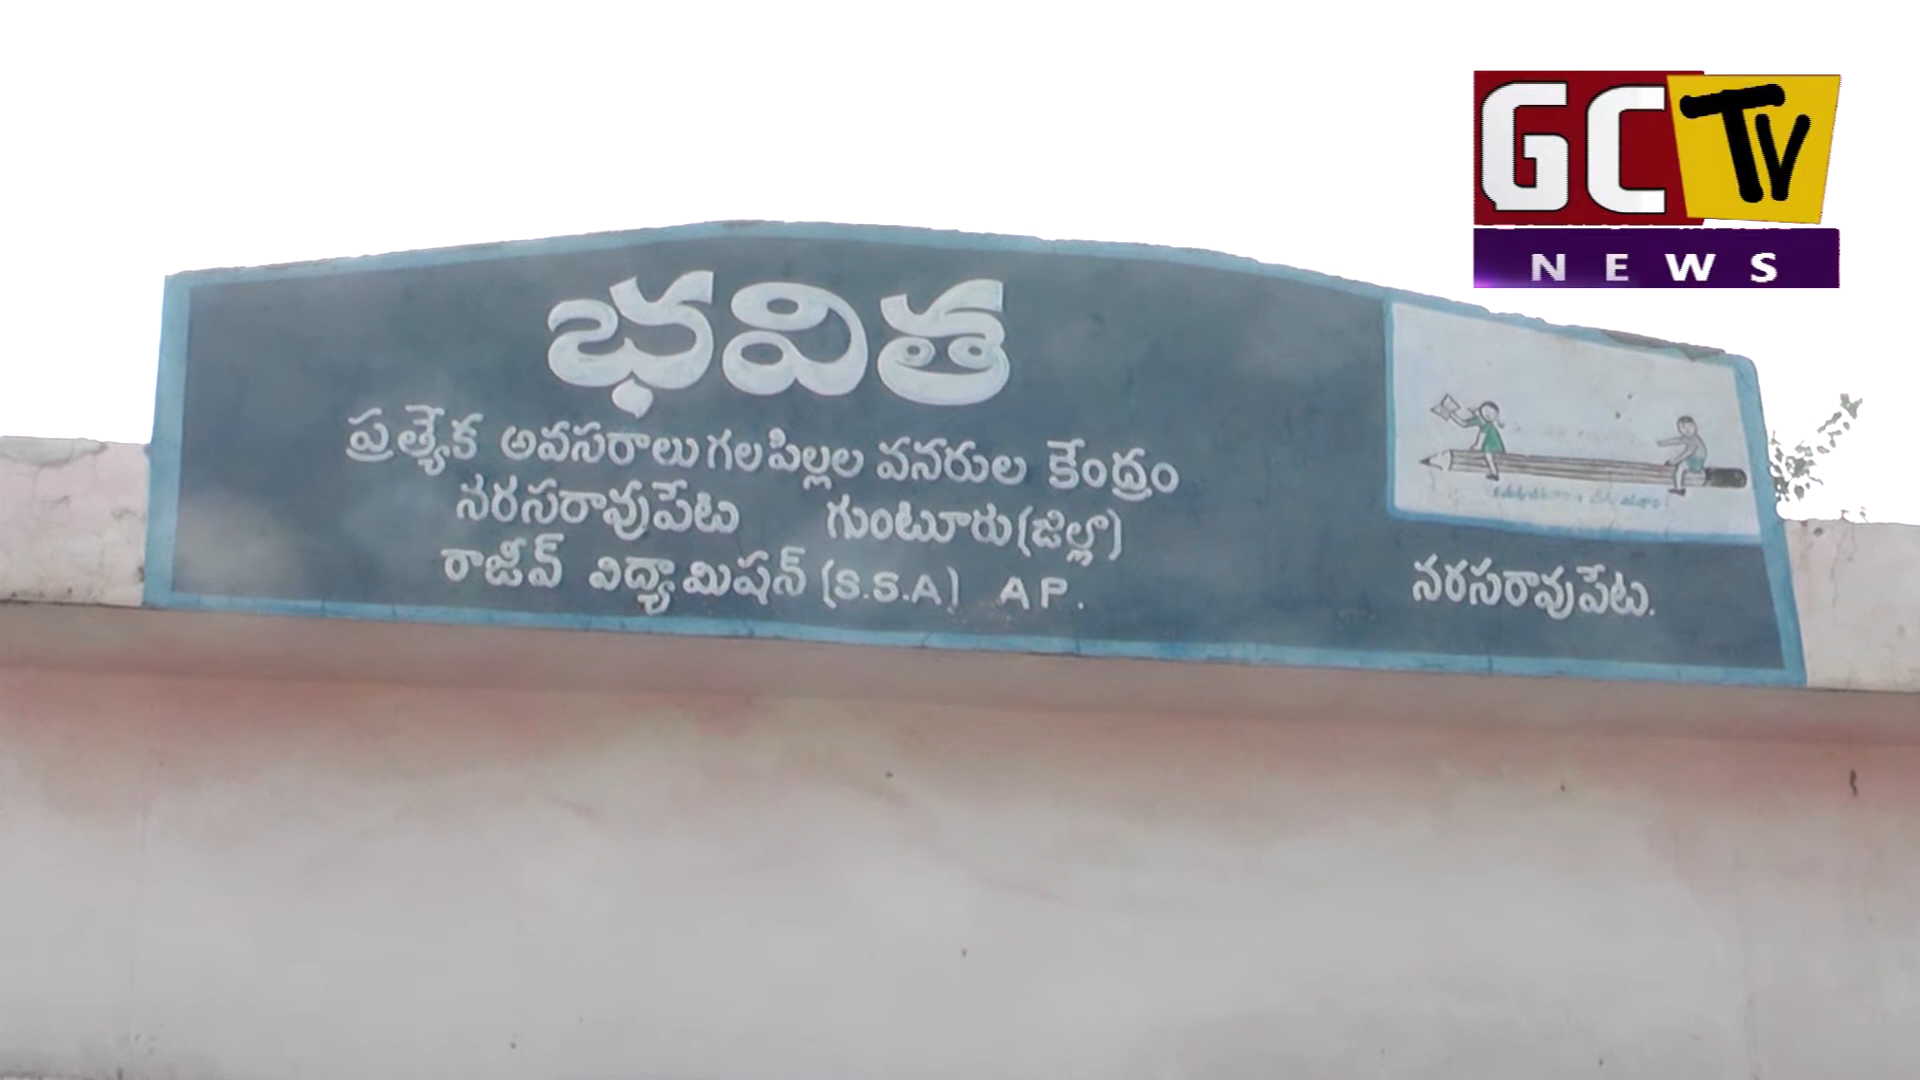 GC TV
NEWS
భవిత
ప్రత్యేక అవసరాలు గల పిల్లల వనరుల కేంద్రం
నరసరావుపేట గుంటూరు(జిల్లా)
రాజీవ్ విద్యామిషన్ (S.S.A) AP.
నరసరావుపేట.